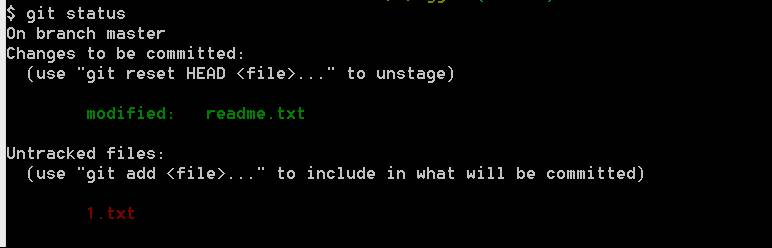 $ git status
On branch master
Changes to be committed:
(use "git reset HEAD <file>..." to unstage)
modified: readme.txt
Untracked files:
(use "git add <file>..." to include in what will be committed)
1.txt